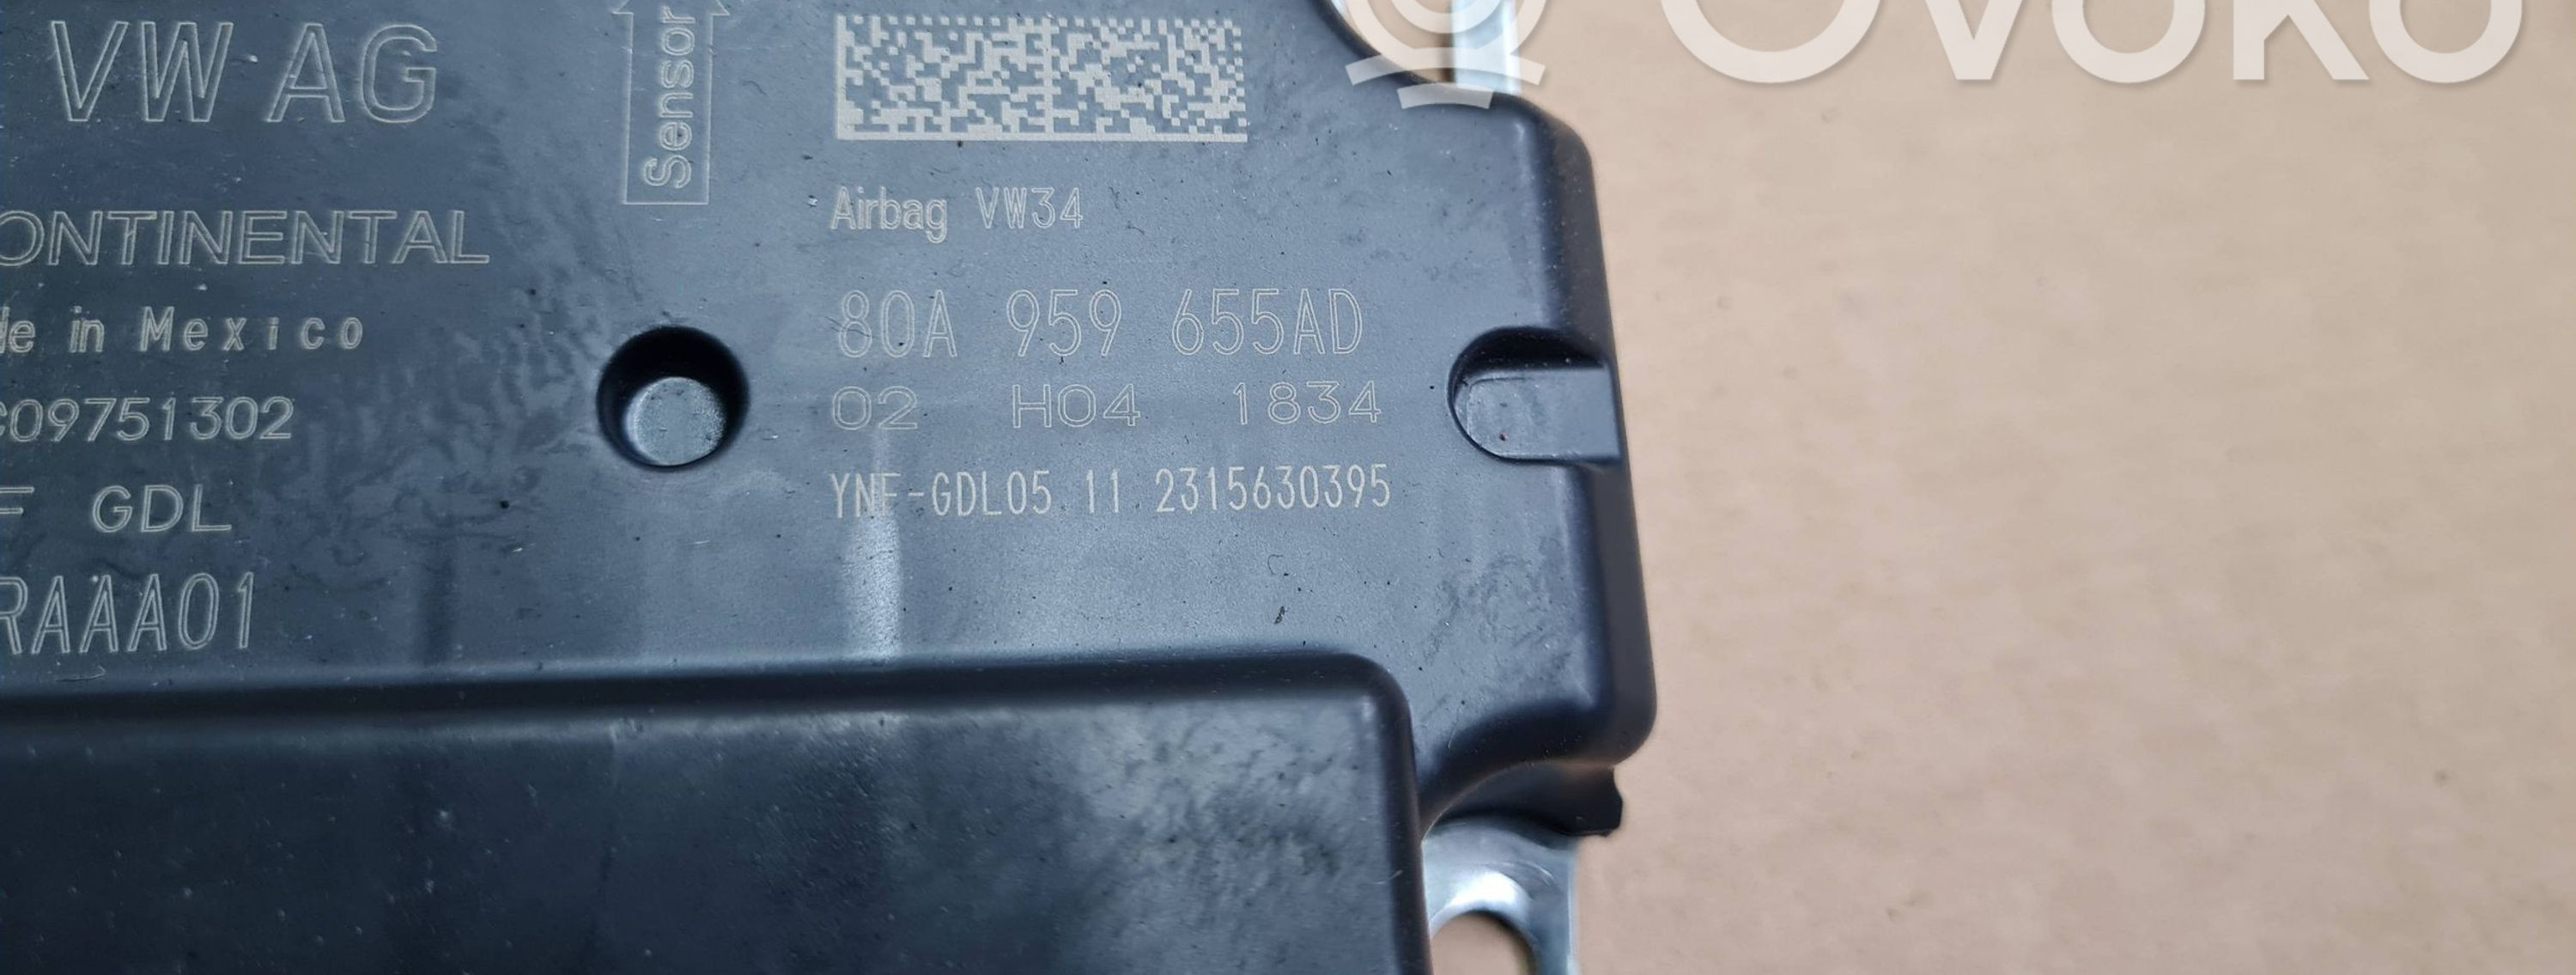 OVOKO
VW AG
Sensor
ONTINENTAL
de in Mexico
C09751302
F GDL
RAAA01
Airbag VW34
80A 959 655AD
02 H04 1834
YNF-GDL05 11 2315630395